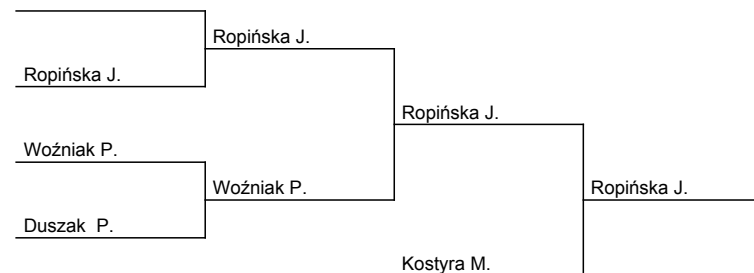 Ropińska J.
Ropińska J.
Ropińska J.
Woźniak P.
Woźniak P.
Ropińska J.
Duszak  P.
Kostyra M.